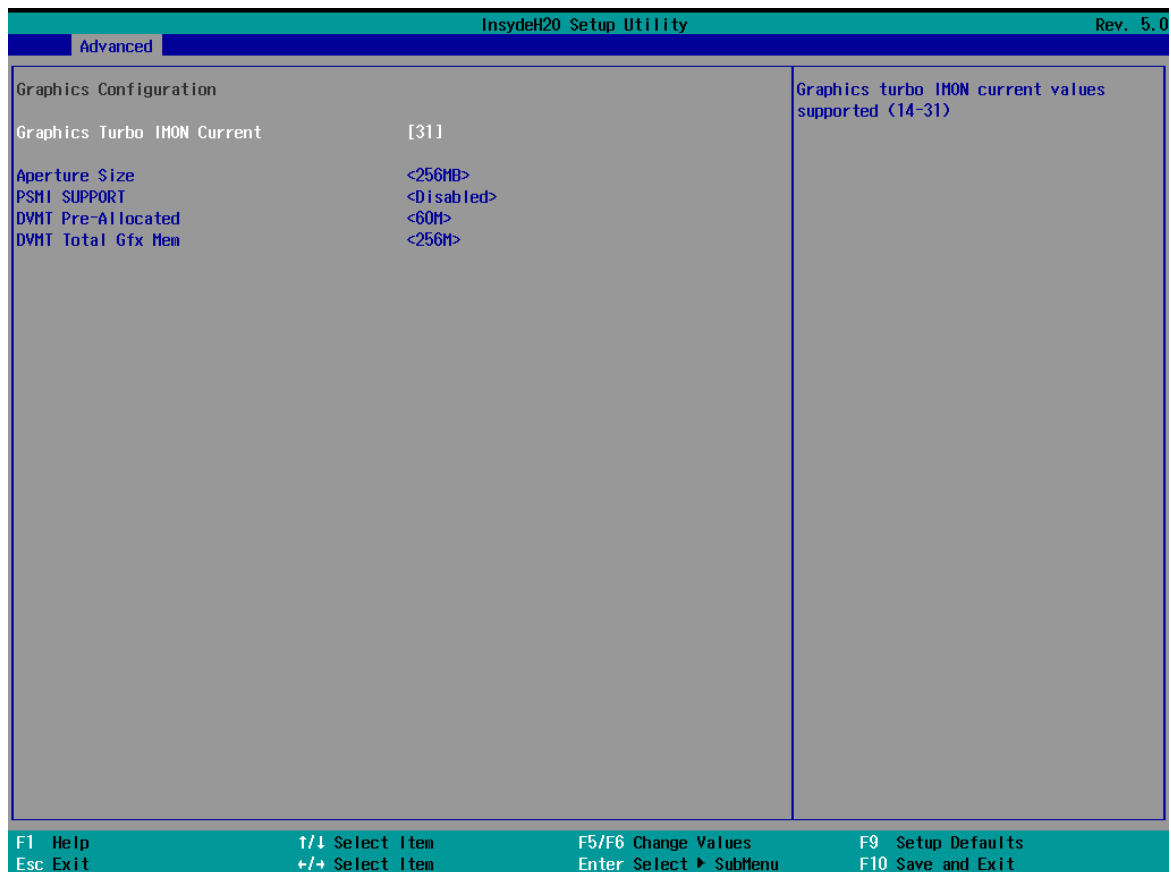 InsydeH2O Setup Utility Rev. 5.0
Advanced
Graphics Configuration
Graphics Turbo IMON Current [31]
Aperture Size <256MB>
PSMI SUPPORT <Disabled>
DVMT Pre-Allocated <60M>
DVMT Total Gfx Mem <256M>
Graphics turbo IMON current values
supported (14-31)
F1 Help ↑/↓ Select Item F5/F6 Change Values F9 Setup Defaults
Esc Exit ←/→ Select Item Enter Select ▶ SubMenu F10 Save and Exit